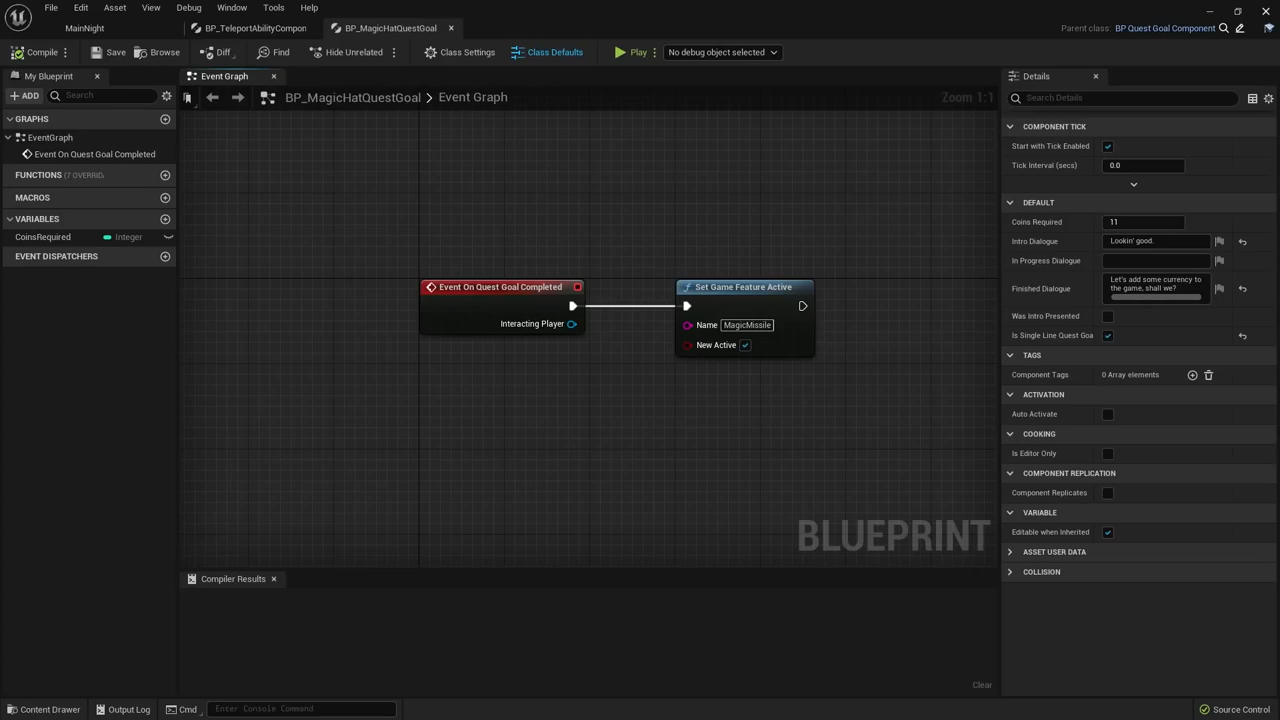 File Edit Asset View Debug Window Tools Help
MainNight
BP_TeleportAbilityCompon
BP_MagicHatQuestGoal
Parent class: BP Quest Goal Component
Compile
Save
Browse
Diff
Find
Hide Unrelated
Class Settings
Class Defaults
Play
No debug object selected
My Blueprint
Event Graph
Details
ADD
Search
BP_MagicHatQuestGoal > Event Graph
Zoom 1:1
Search Details
GRAPHS
EventGraph
Event On Quest Goal Completed
FUNCTIONS (7 OVERRID
MACROS
VARIABLES
CoinsRequired Integer
EVENT DISPATCHERS
Event On Quest Goal Completed
Interacting Player
Set Game Feature Active
Name MagicMissile
New Active
BLUEPRINT
COMPONENT TICK
Start with Tick Enabled
Tick Interval (secs) 0.0
DEFAULT
Coins Required 11
Intro Dialogue Lookin' good.
In Progress Dialogue
Finished Dialogue Let's add some currency to
the game, shall we?
Was Intro Presented
Is Single Line Quest Goa
TAGS
Component Tags 0 Array elements
ACTIVATION
Auto Activate
COOKING
Is Editor Only
COMPONENT REPLICATION
Component Replicates
VARIABLE
Editable when Inherited
ASSET USER DATA
COLLISION
Compiler Results
Clear
Content Drawer
Output Log
Cmd
Enter Console Command
Source Control